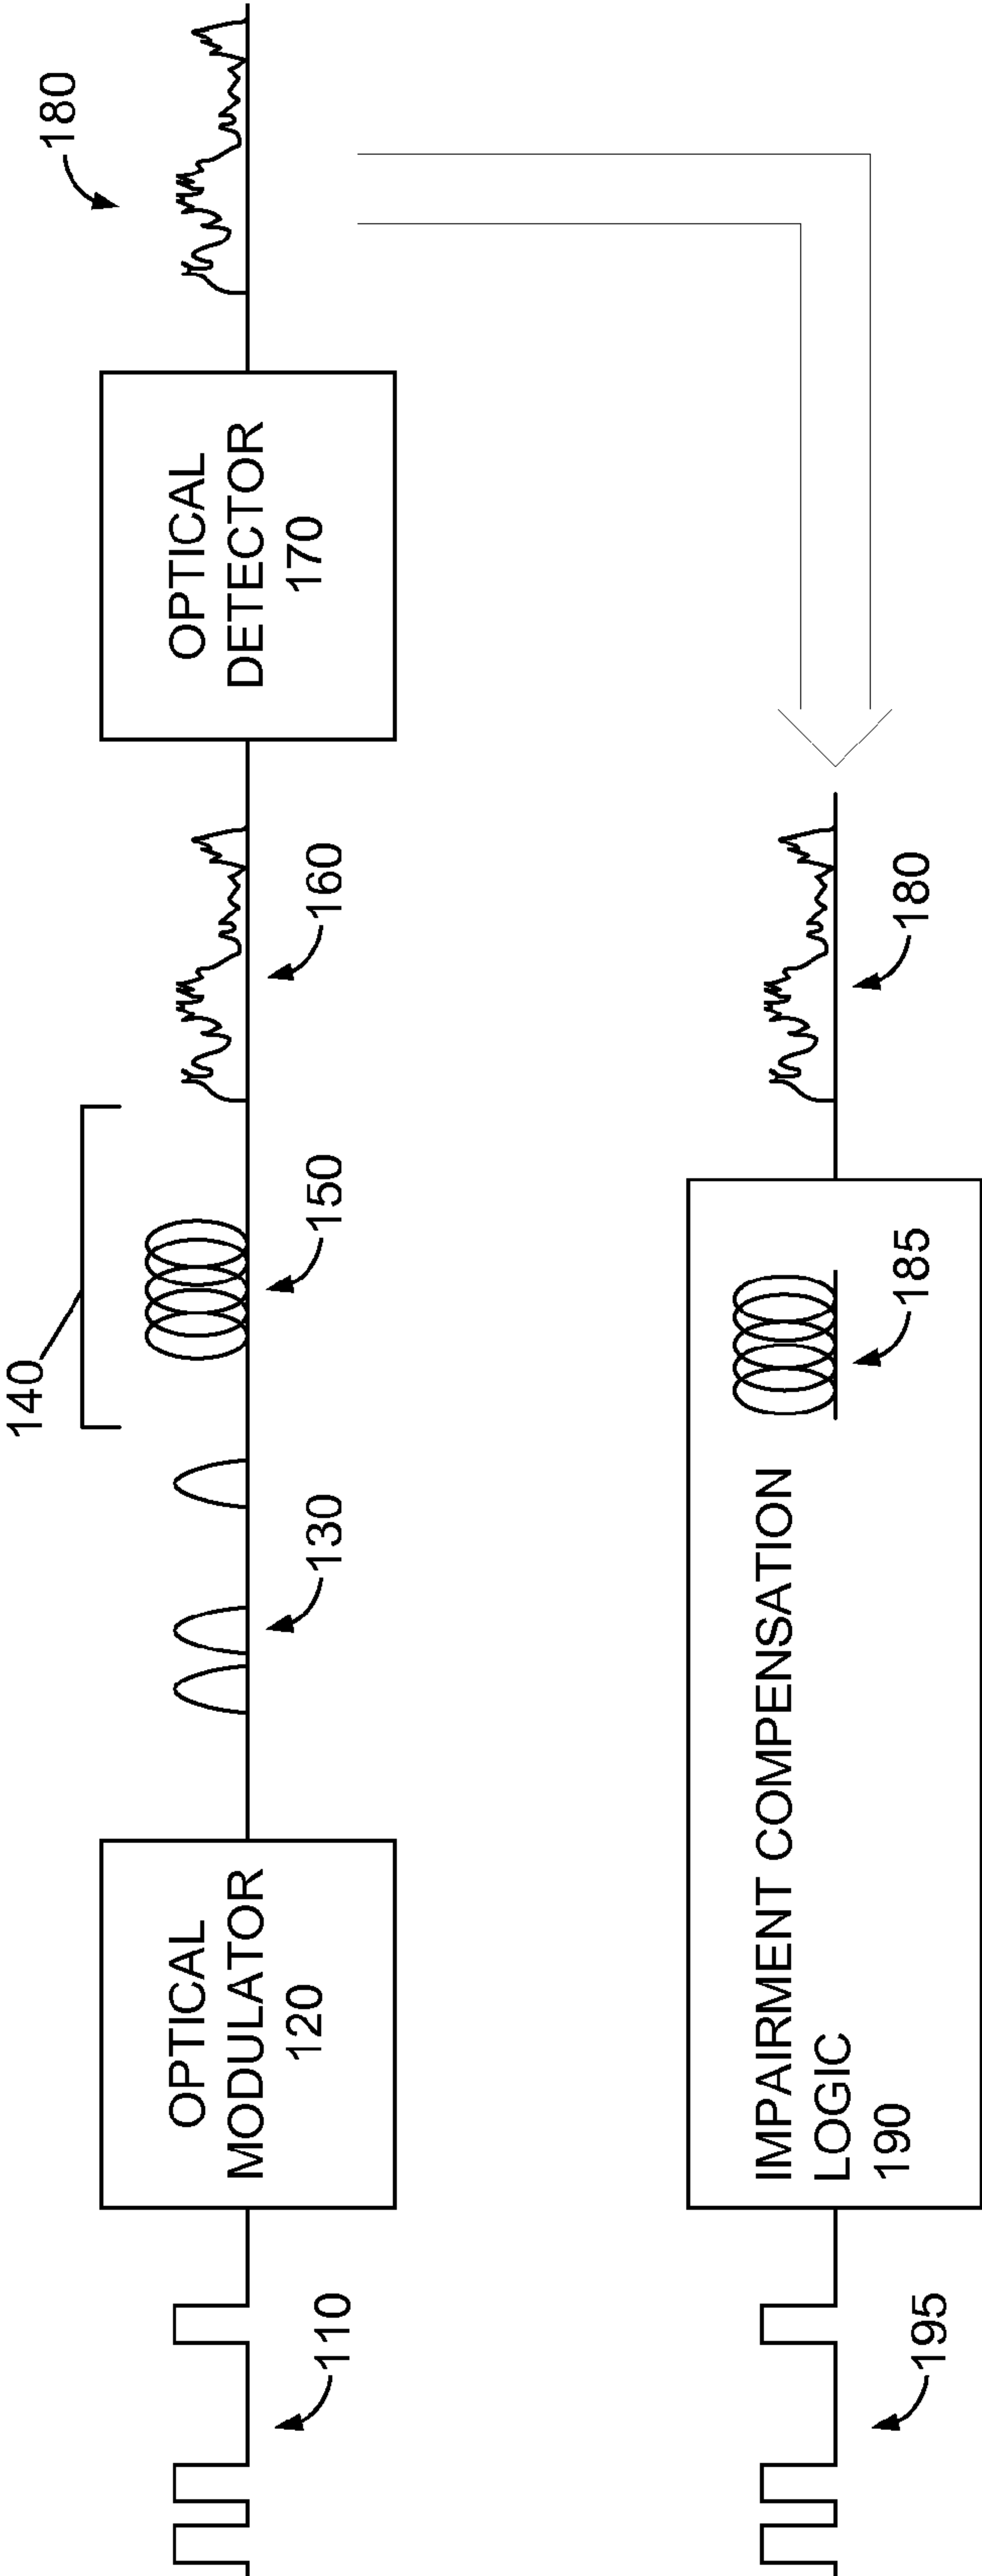 140
180
OPTICAL
MODULATOR
120
OPTICAL
DETECTOR
170
110
130
150
160
IMPAIRMENT COMPENSATION
LOGIC
190
185
180
195